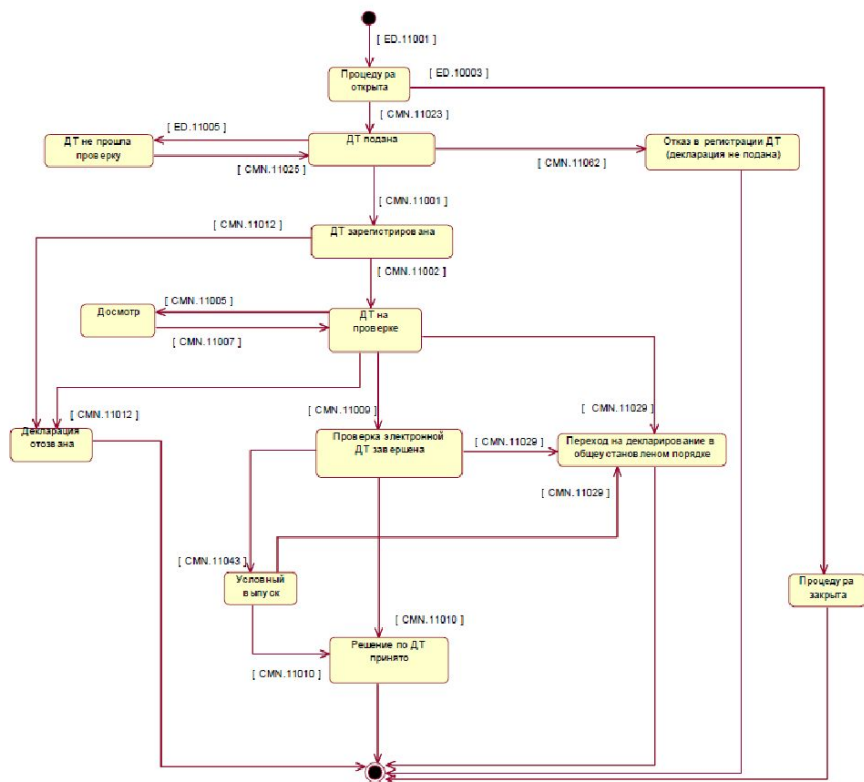 [ ED.11001 ]
Процедура
открыта
[ ED.10003 ]
[ CMN.11023 ]
[ ED.11005 ]
ДТ не прошла
проверку
ДТ подана
Отказ в регистрации ДТ
(декларация не подана)
[ CMN.11025 ]
[ CMN.11062 ]
[ CMN.11001 ]
[ CMN.11012 ]
ДТ зарегистрирована
[ CMN.11002 ]
[ CMN.11005 ]
Досмотр
ДТ на
проверке
[ CMN.11007 ]
[ CMN.11012 ]
[ CMN.11009 ]
[ CMN.11029 ]
Декларация
отозвана
Проверка электронной
ДТ завершена
[ CMN.11029 ]
Переход на декларирование в
общеустановленом порядке
[ CMN.11029 ]
[ CMN.11043 ]
Условный
выпуск
Процедура
закрыта
[ CMN.11010 ]
Решение по ДТ
принято
[ CMN.11010 ]